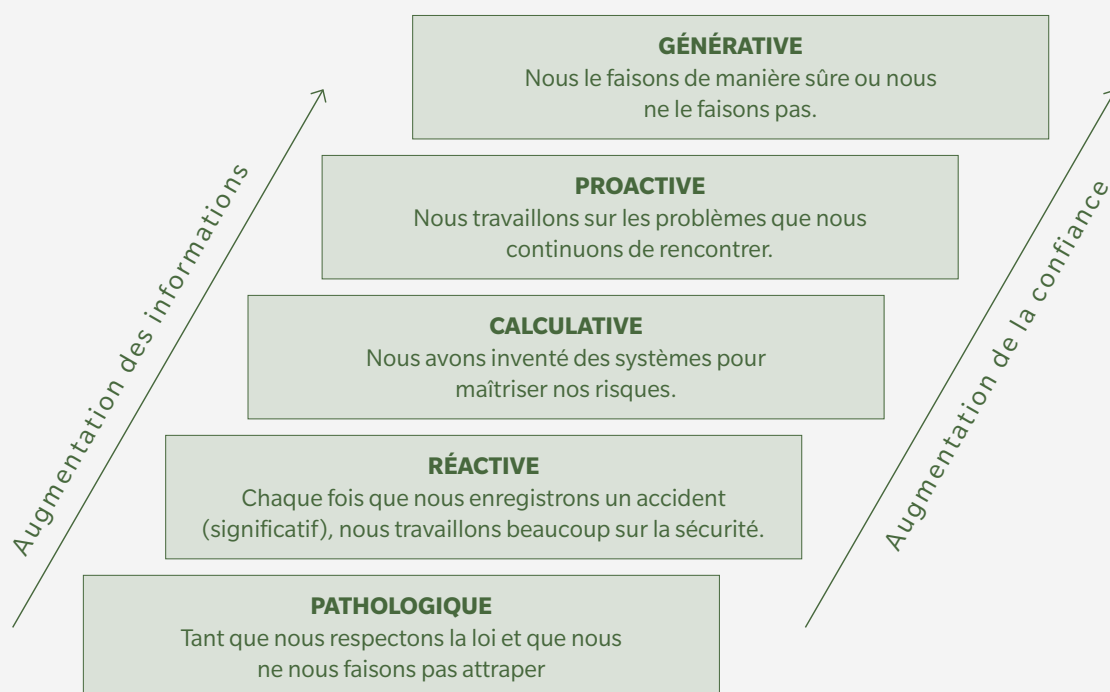 GÉNÉRATIVE
Nous le faisons de manière sûre ou nous
ne le faisons pas.
PROACTIVE
Nous travaillons sur les problèmes que nous
continuons de rencontrer.
CALCULATIVE
Nous avons inventé des systèmes pour
maîtriser nos risques.
RÉACTIVE
Chaque fois que nous enregistrons un accident
(significatif), nous travaillons beaucoup sur la sécurité.
PATHOLOGIQUE
Tant que nous respectons la loi et que nous
ne nous faisons pas attraper
Augmentation des informations
Augmentation de la confiance